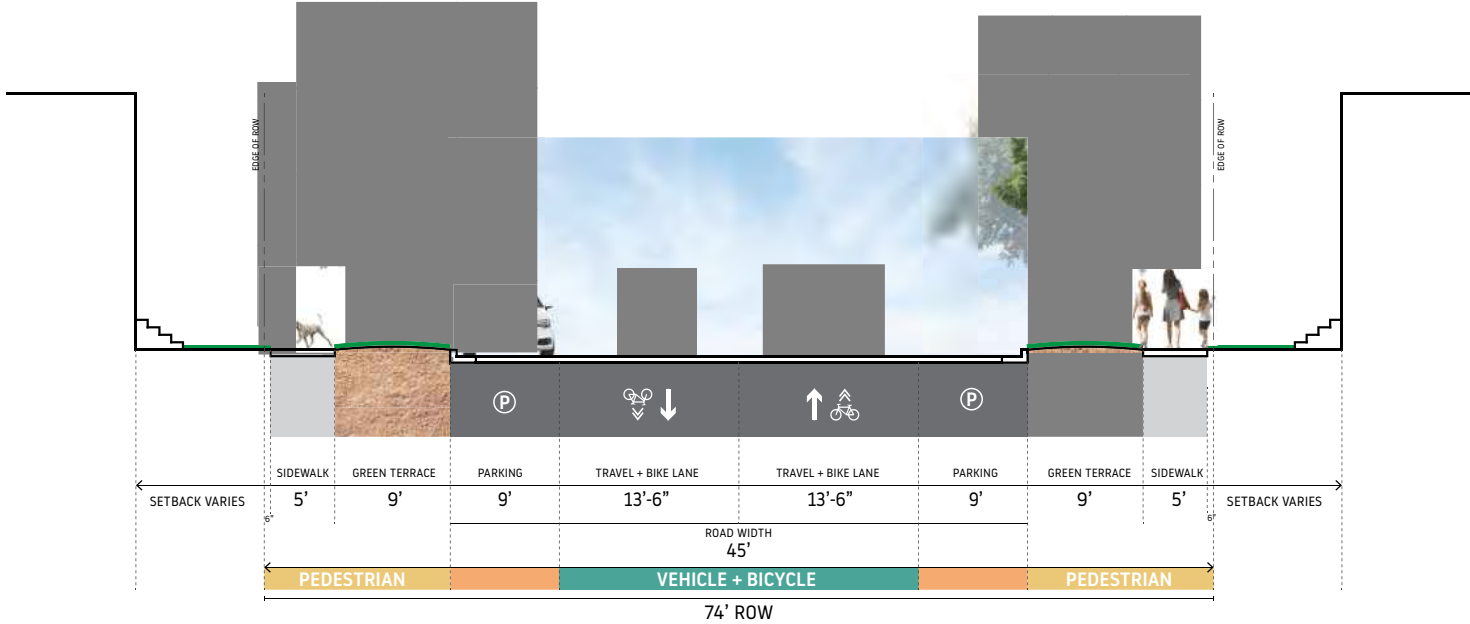 EDGE OF ROW
EDGE OF ROW
P
P
SIDEWALK GREEN TERRACE PARKING TRAVEL + BIKE LANE TRAVEL + BIKE LANE PARKING GREEN TERRACE SIDEWALK
SETBACK VARIES 5’ 9’ 9’ 13’-6” 13’-6” 9’ 9’ 5’ SETBACK VARIES
6” 6”
ROAD WIDTH
45’
PEDESTRIAN VEHICLE + BICYCLE PEDESTRIAN
74’ ROW